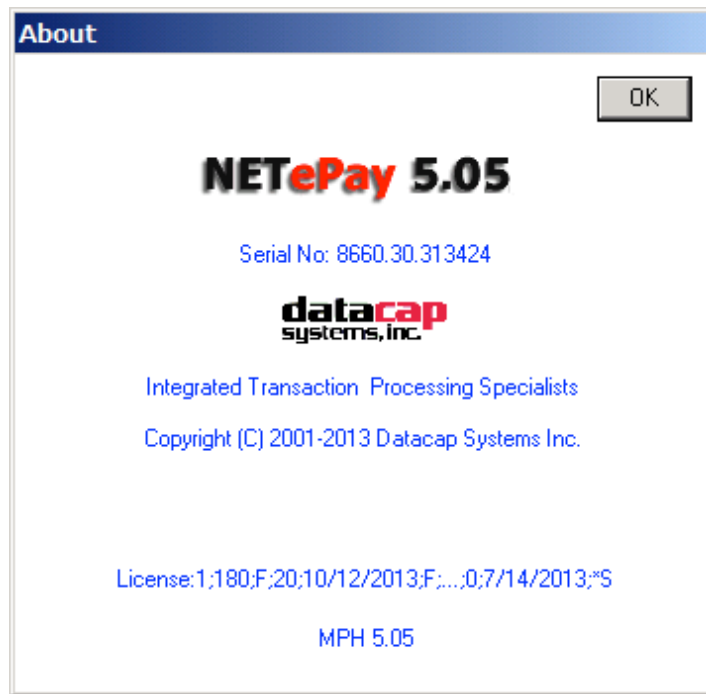 About
OK
NETePay 5.05
Serial No: 8660.30.313424
datacap
systems, inc.
Integrated Transaction Processing Specialists
Copyright (C) 2001-2013 Datacap Systems Inc.
License:1;180;F;20;10/12/2013;F;...;0;7/14/2013;*S
MPH 5.05